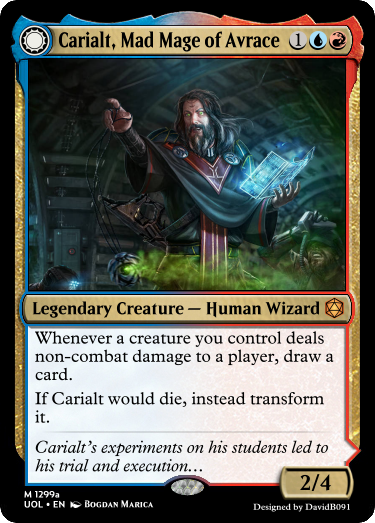 Carialt, Mad Mage of Avrace 1
Legendary Creature — Human Wizard
Whenever a creature you control deals
non-combat damage to a player, draw a
card.
If Carialt would die, instead transform
it.
Carialt's experiments on his students led to
his trial and execution…
2/4
M 1299a
UOL • EN Bogdan Marica
Designed by DavidB091